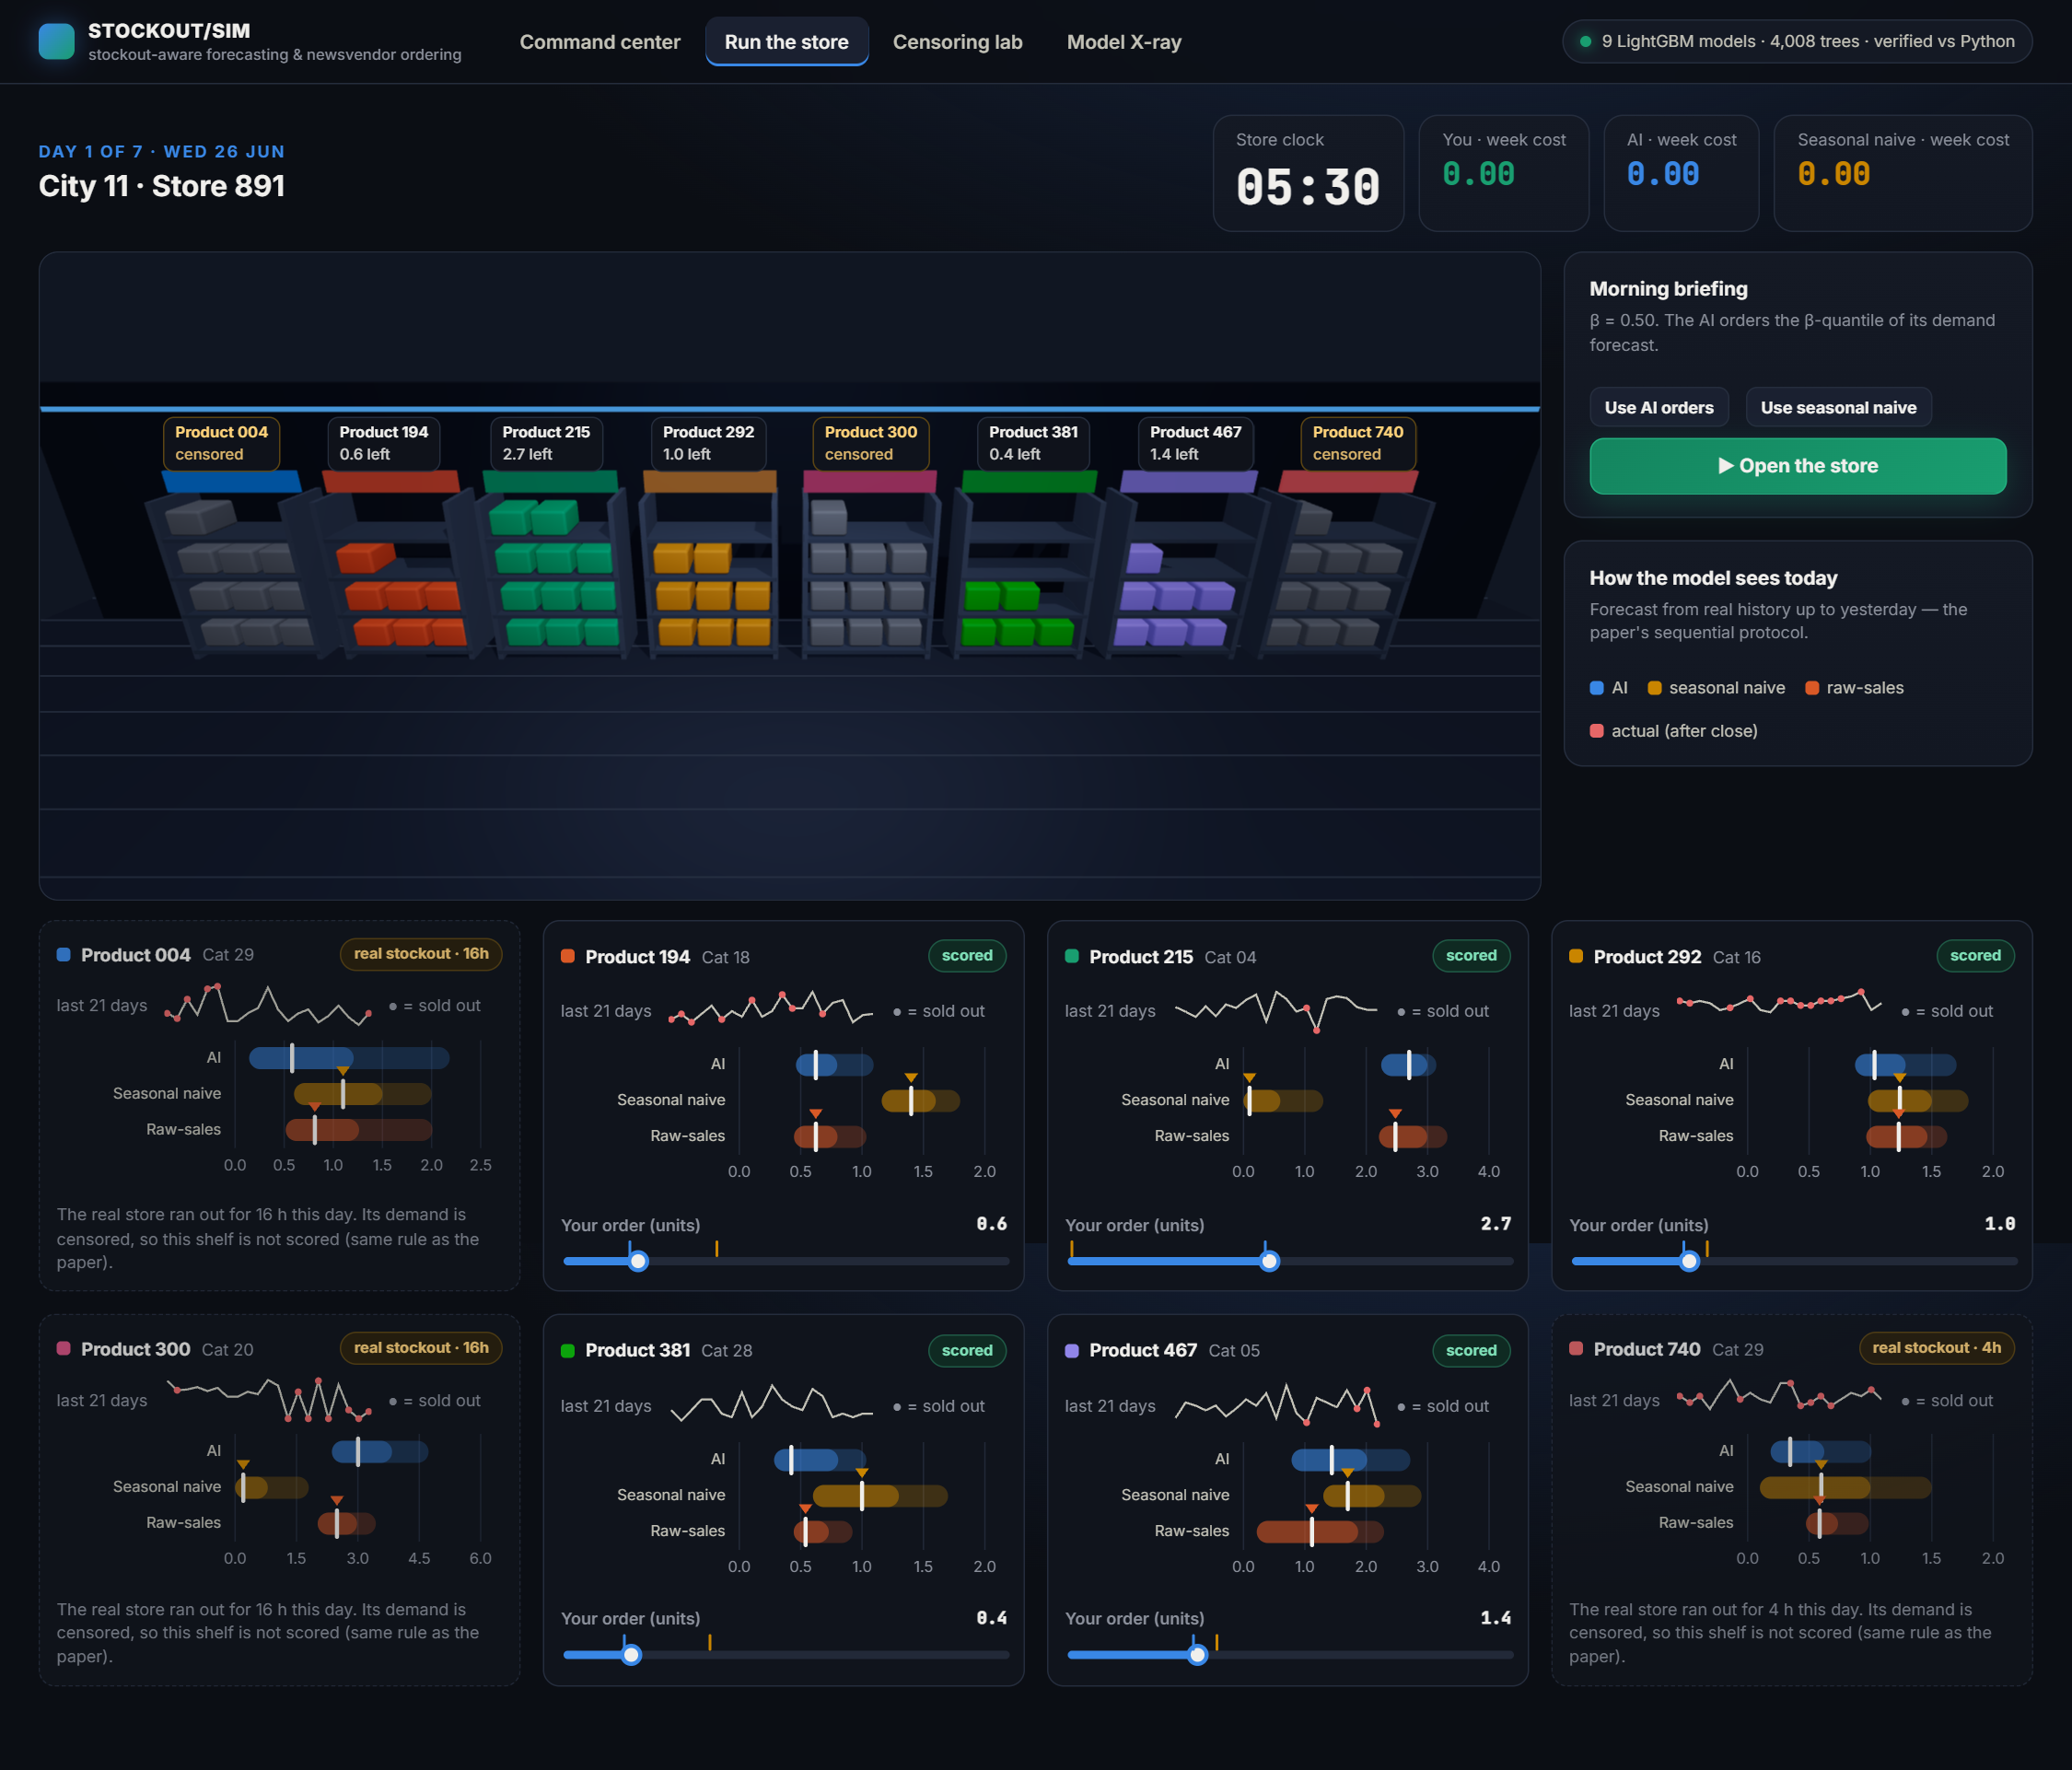 STOCKOUT/SIM
stockout-aware forecasting & newsvendor ordering
Command center
Run the store
Censoring lab
Model X-ray
9 LightGBM models · 4,008 trees · verified vs Python
DAY 1 OF 7 · WED 26 JUN
City 11 · Store 891
Store clock
05:30
You · week cost
0.00
AI · week cost
0.00
Seasonal naive · week cost
0.00
Product 004
censored
Product 194
0.6 left
Product 215
2.7 left
Product 292
1.0 left
Product 300
censored
Product 381
0.4 left
Product 467
1.4 left
Product 740
censored
Morning briefing
β = 0.50. The AI orders the β-quantile of its demand
forecast.
Use AI orders
Use seasonal naive
▶ Open the store
How the model sees today
Forecast from real history up to yesterday — the
paper's sequential protocol.
AI
seasonal naive
raw-sales
actual (after close)
Product 004 Cat 29 real stockout · 16h
last 21 days ● = sold out
AI
Seasonal naive
Raw-sales
0.0 0.5 1.0 1.5 2.0 2.5
The real store ran out for 16 h this day. Its demand is
censored, so this shelf is not scored (same rule as the
paper).
Product 194 Cat 18 scored
last 21 days ● = sold out
AI
Seasonal naive
Raw-sales
0.0 0.5 1.0 1.5 2.0
Your order (units) 0.6
Product 215 Cat 04 scored
last 21 days ● = sold out
AI
Seasonal naive
Raw-sales
0.0 1.0 2.0 3.0 4.0
Your order (units) 2.7
Product 292 Cat 16 scored
last 21 days ● = sold out
AI
Seasonal naive
Raw-sales
0.0 0.5 1.0 1.5 2.0
Your order (units) 1.0
Product 300 Cat 20 real stockout · 16h
last 21 days ● = sold out
AI
Seasonal naive
Raw-sales
0.0 1.5 3.0 4.5 6.0
The real store ran out for 16 h this day. Its demand is
censored, so this shelf is not scored (same rule as the
paper).
Product 381 Cat 28 scored
last 21 days ● = sold out
AI
Seasonal naive
Raw-sales
0.0 0.5 1.0 1.5 2.0
Your order (units) 0.4
Product 467 Cat 05 scored
last 21 days ● = sold out
AI
Seasonal naive
Raw-sales
0.0 1.0 2.0 3.0 4.0
Your order (units) 1.4
Product 740 Cat 29 real stockout · 4h
last 21 days ● = sold out
AI
Seasonal naive
Raw-sales
0.0 0.5 1.0 1.5 2.0
The real store ran out for 4 h this day. Its demand is
censored, so this shelf is not scored (same rule as the
paper).